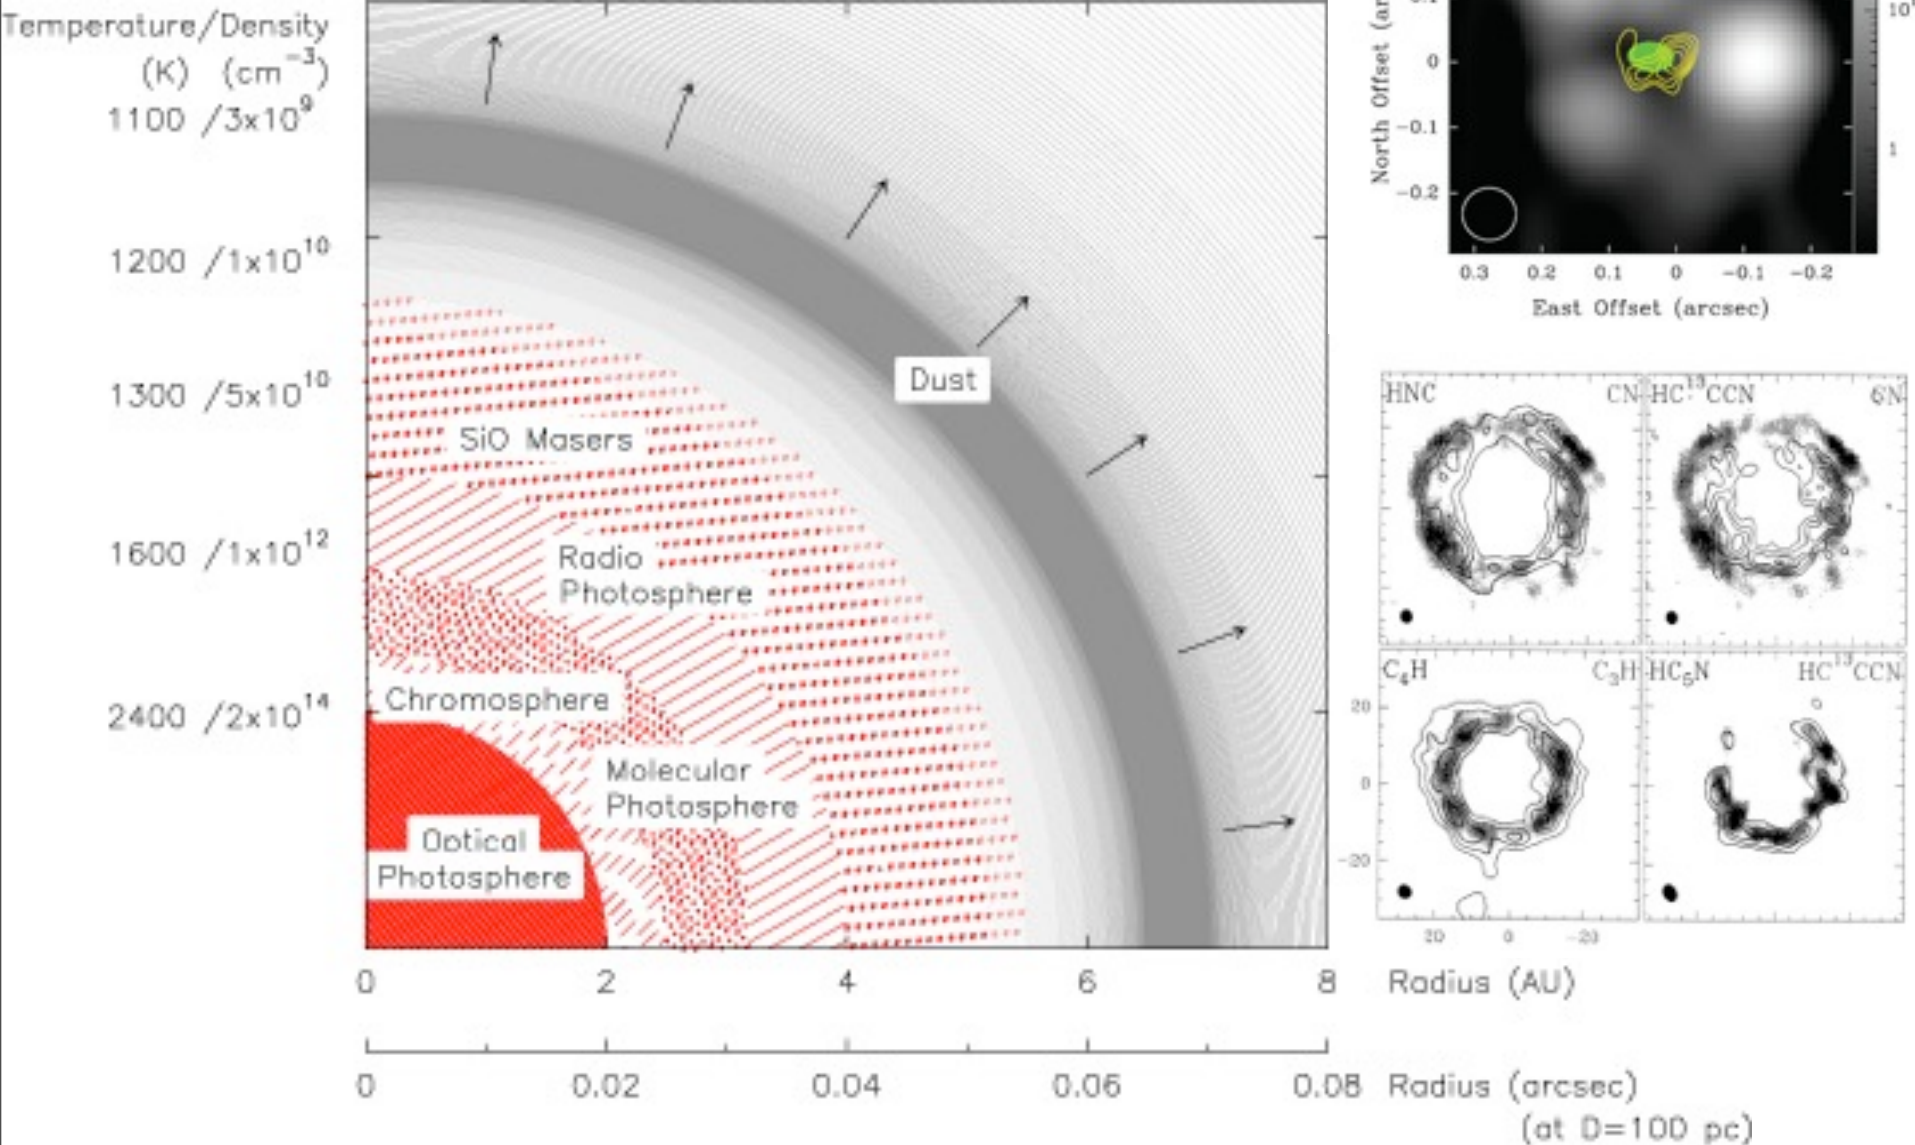 Temperature/Density
(K) (cm⁻³)
1100 /3x10⁹
1200 /1x10¹⁰
1300 /5x10¹⁰
1600 /1x10¹²
2400 /2x10¹⁴
Dust
SiO Masers
Radio
Photosphere
Chromosphere
Molecular
Photosphere
Optical
Photosphere
0 2 4 6 8 Radius (AU)
0 0.02 0.04 0.06 0.08 Radius (arcsec)
(at D=100 pc)
North Offset
0
-0.1
-0.2
1
0.3 0.2 0.1 0 -0.1 -0.2
East Offset (arcsec)
HNC CN
HC¹³CCN
C₄H C₃H
HC₅N HC¹³CCN
20
0
-20
20 0 -20